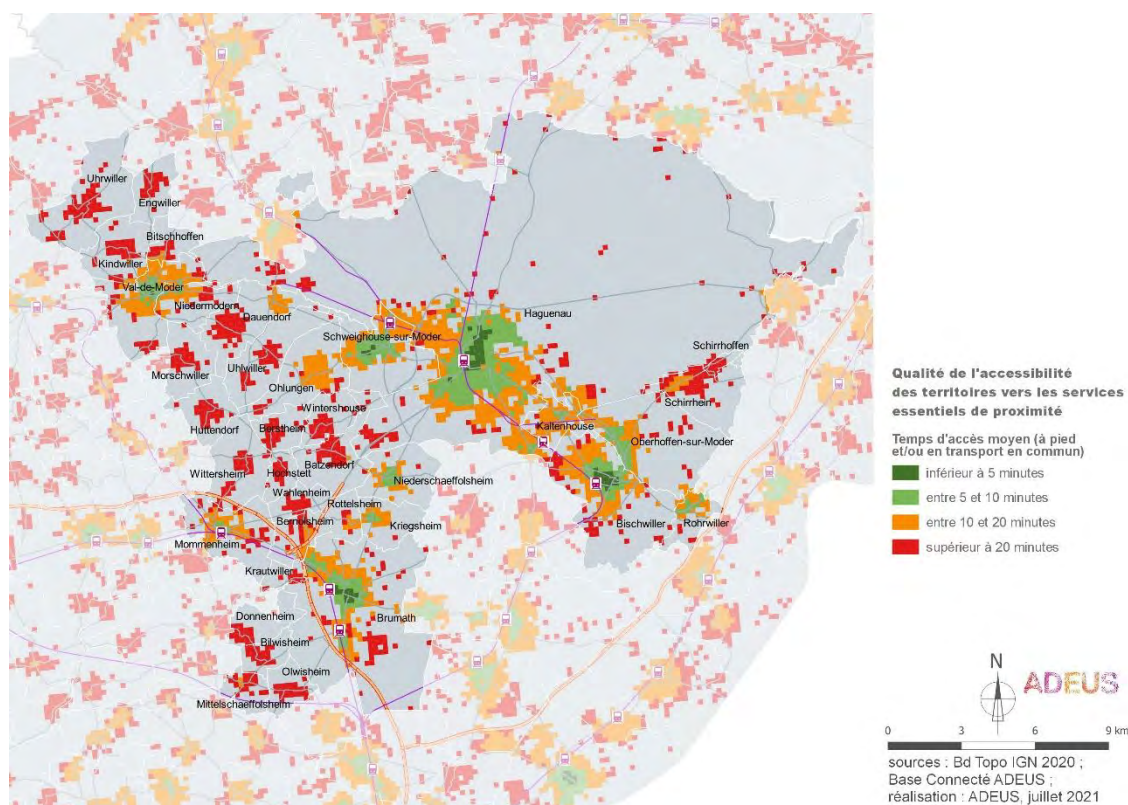 Uhrwiller
Engwiller
Bitschhoffen
Kindwiller
Val-de-Moder
Niedermodern
Dauendorf
Haguenau
Schweighouse-sur-Moder
Morschwiller
Uhlwiller
Ohlungen
Schirrhoffen
Schirrhein
Wintershouse
Huttendorf
Berstheim
Kaltenhouse
Oberhoffen-sur-Moder
Wittersheim
Hochstett
Batzendorf
Niederschaeffolsheim
Wahlenheim
Rottelsheim
Bernolsheim
Kriegsheim
Bischwiller
Rohrwiller
Mommenheim
Krautwiller
Donnenheim
Brumath
Bilwisheim
Olwisheim
Mittelschaeffolsheim
Qualité de l'accessibilité
des territoires vers les services
essentiels de proximité
Temps d'accès moyen (à pied
et/ou en transport en commun)
inférieur à 5 minutes
entre 5 et 10 minutes
entre 10 et 20 minutes
supérieur à 20 minutes
N
ADEUS
0 3 6 9 km
sources : Bd Topo IGN 2020 ;
Base Connecté ADEUS ;
réalisation : ADEUS, juillet 2021